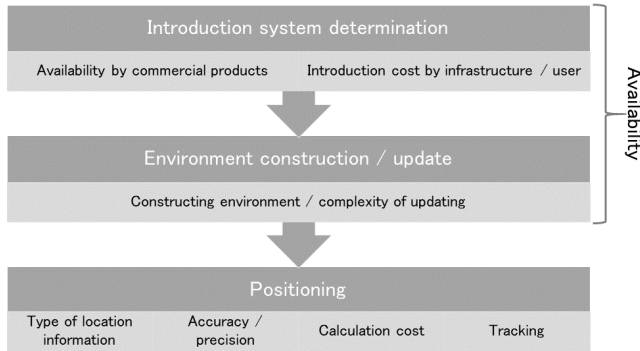 Introduction system determination
Availability by commercial products
Introduction cost by infrastructure / user
Environment construction / update
Constructing environment / complexity of updating
Availability
Positioning
Type of location
information
Accuracy /
precision
Calculation cost
Tracking